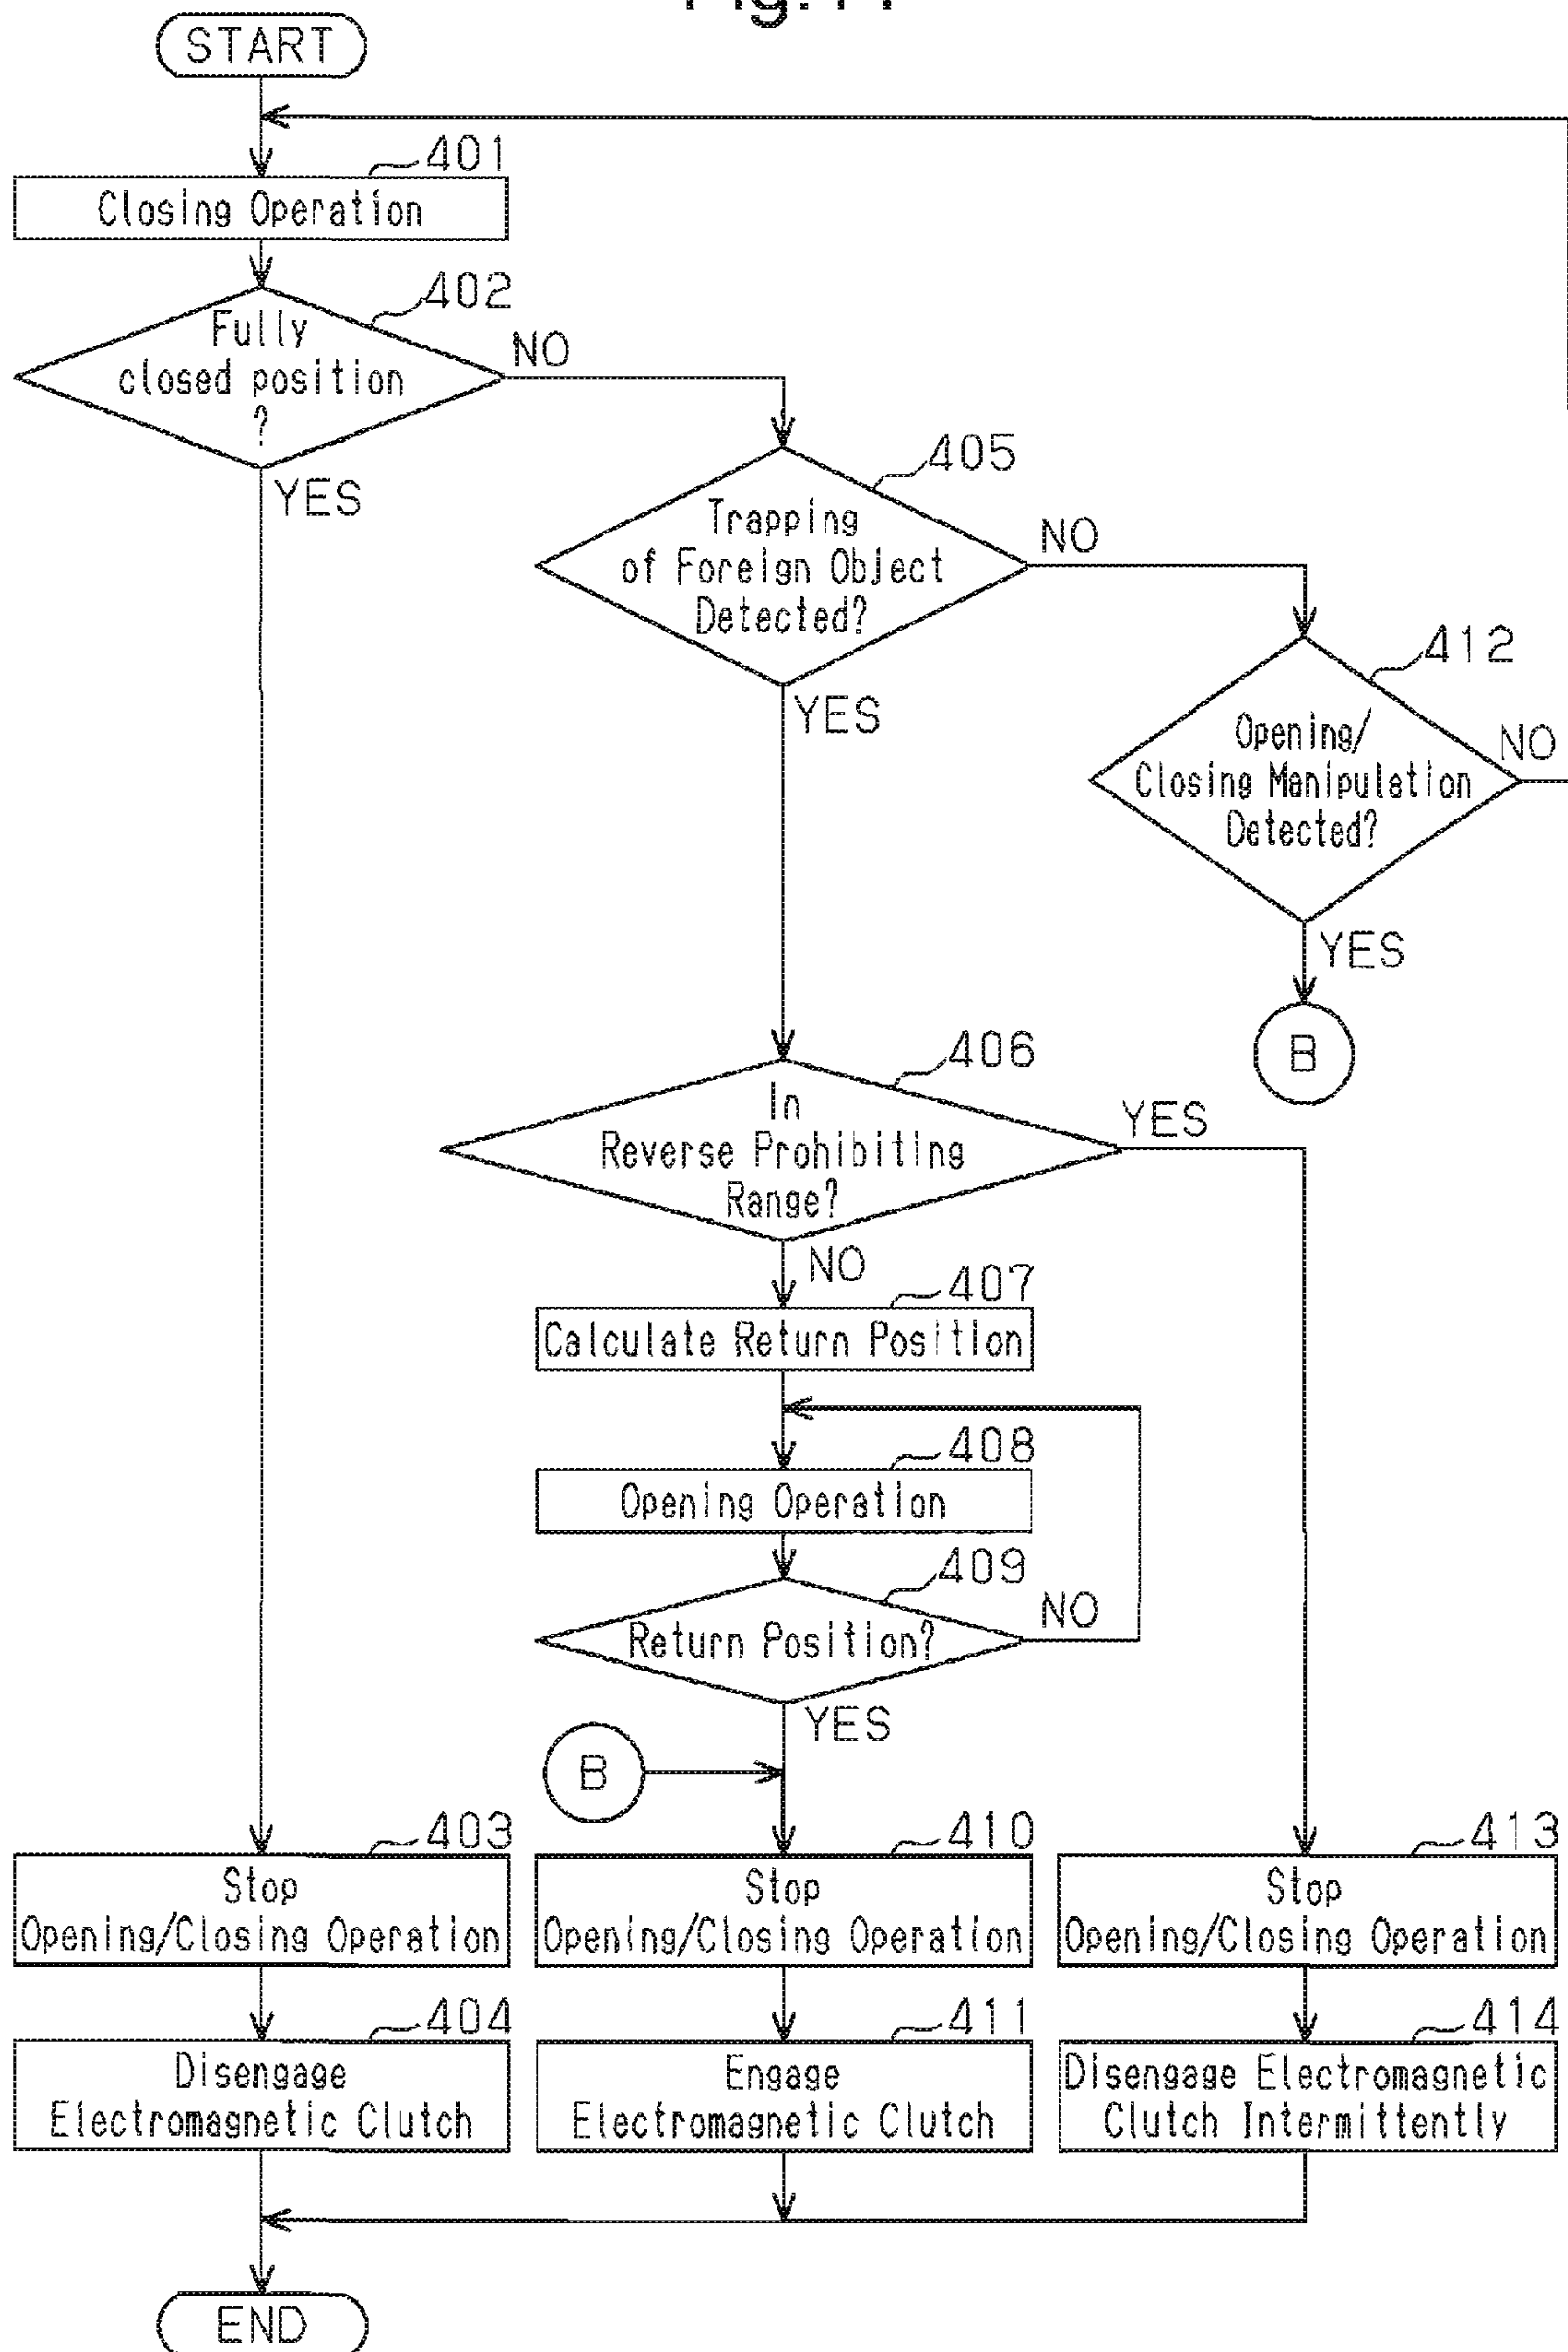 START
401
Closing Operation
402
Fully
closed position
?
NO
YES
405
Trapping
of Foreign Object
Detected?
NO
YES
412
Opening/
Closing Manipulation
Detected?
NO
YES
B
406
In
Reverse Prohibiting
Range?
YES
NO
407
Calculate Return Position
408
Opening Operation
409
Return Position?
NO
YES
B
403
Stop
Opening/Closing Operation
410
Stop
Opening/Closing Operation
413
Stop
Opening/Closing Operation
404
Disengage
Electromagnetic Clutch
411
Engage
Electromagnetic Clutch
414
Disengage Electromagnetic
Clutch Intermittently
END